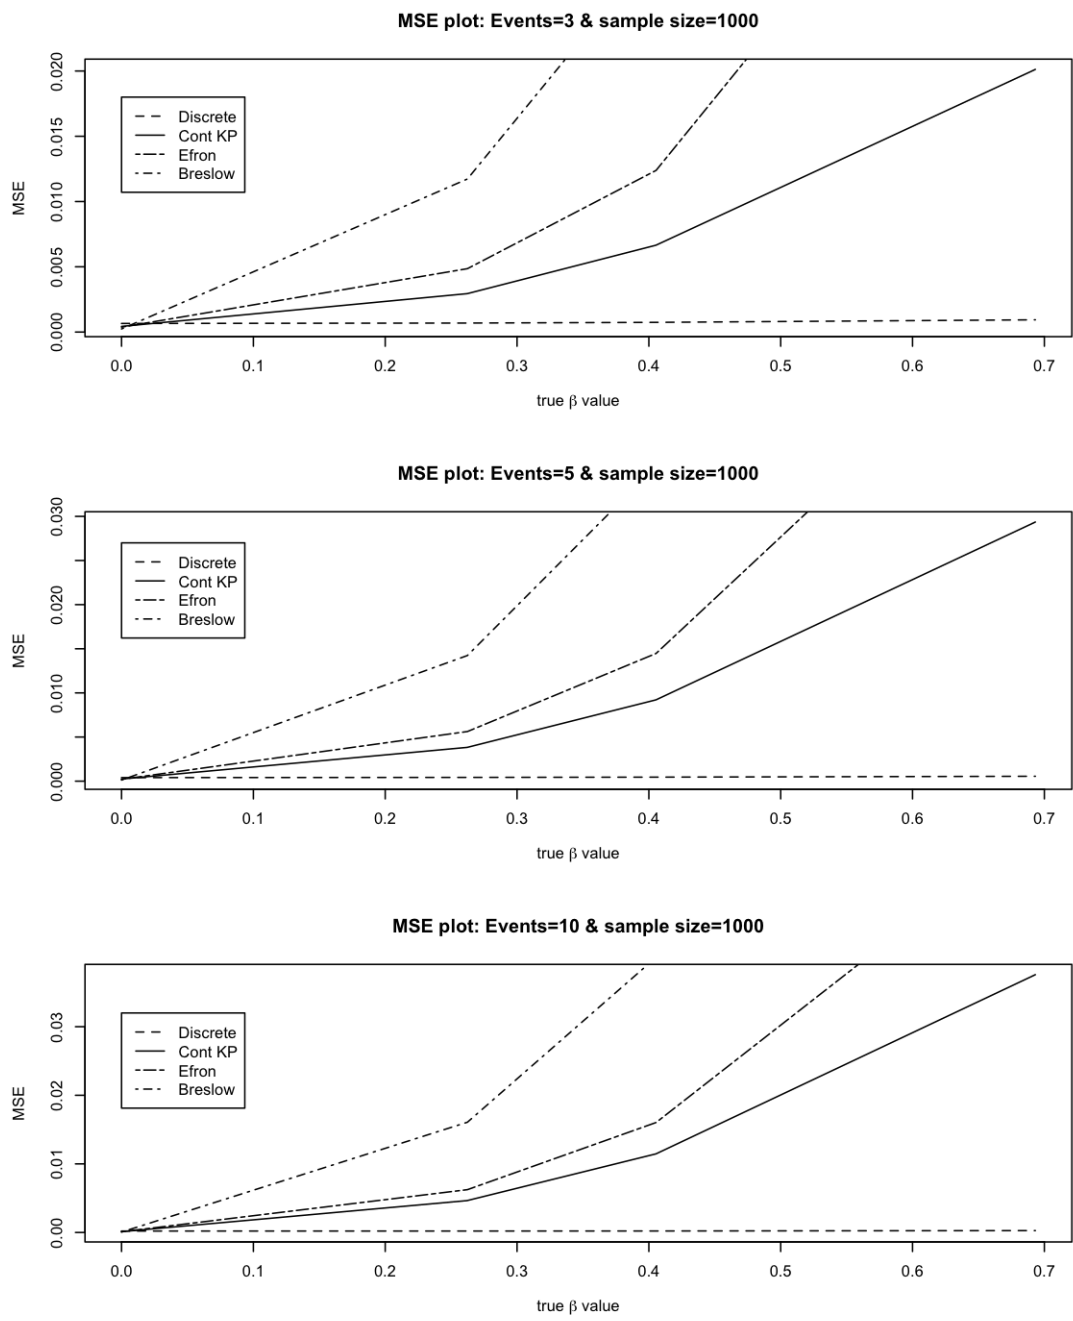 MSE plot: Events=3 & sample size=1000
MSE
0.020
0.015
0.010
0.005
0.000
Discrete
Cont KP
Efron
Breslow
0.0 0.1 0.2 0.3 0.4 0.5 0.6 0.7
true β value
MSE plot: Events=5 & sample size=1000
MSE
0.030
0.020
0.010
0.000
Discrete
Cont KP
Efron
Breslow
0.0 0.1 0.2 0.3 0.4 0.5 0.6 0.7
true β value
MSE plot: Events=10 & sample size=1000
MSE
0.03
0.02
0.01
0.00
Discrete
Cont KP
Efron
Breslow
0.0 0.1 0.2 0.3 0.4 0.5 0.6 0.7
true β value